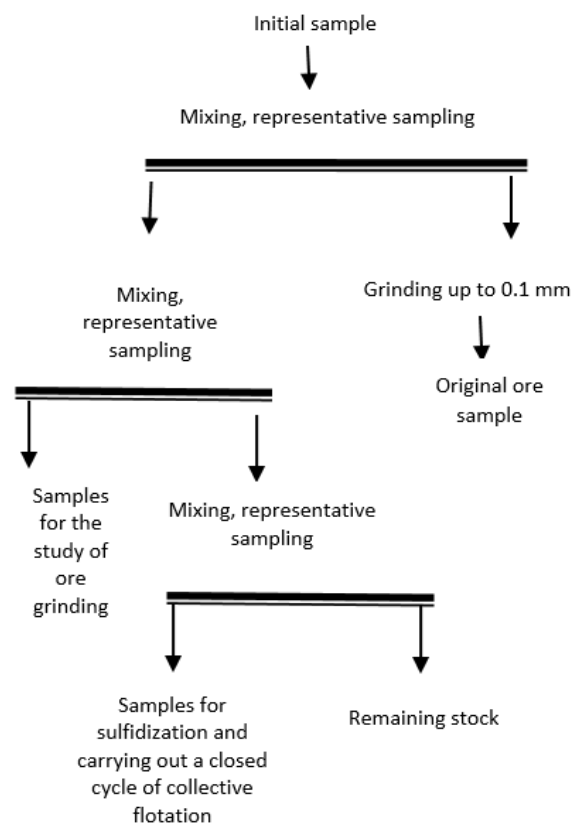 Initial sample
Mixing, representative sampling
Mixing,
representative
sampling
Grinding up to 0.1 mm
Original ore
sample
Samples
for the
study of
ore
grinding
Mixing, representative
sampling
Samples for
sulfidization and
carrying out a closed
cycle of collective
flotation
Remaining stock